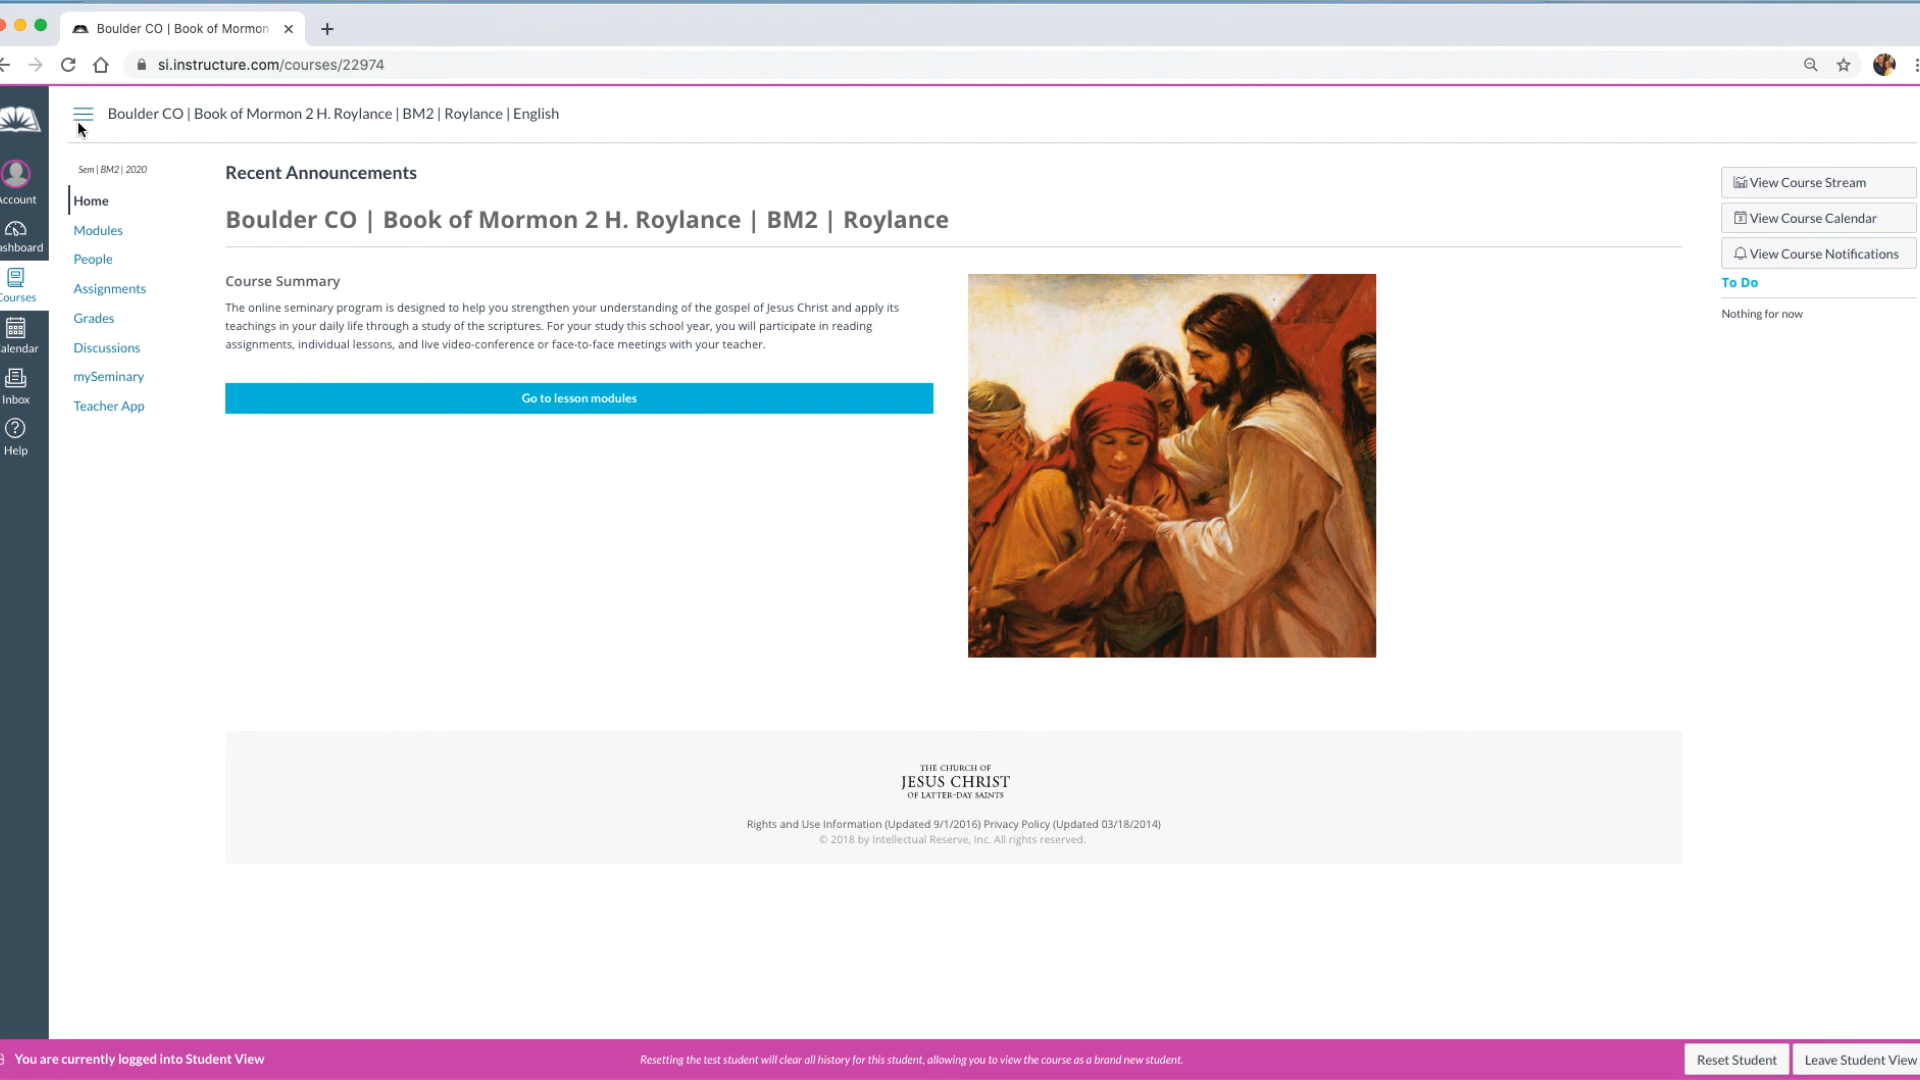 Boulder CO | Book of Mormon
si.instructure.com/courses/22974
Boulder CO | Book of Mormon 2 H. Roylance | BM2 | Roylance | English
Account
Dashboard
Courses
Calendar
Inbox
Help
Sem | BM2 | 2020
Home
Modules
People
Assignments
Grades
Discussions
mySeminary
Teacher App
Recent Announcements
Boulder CO | Book of Mormon 2 H. Roylance | BM2 | Roylance
Course Summary
The online seminary program is designed to help you strengthen your understanding of the gospel of Jesus Christ and apply its
teachings in your daily life through a study of the scriptures. For your study this school year, you will participate in reading
assignments, individual lessons, and live video-conference or face-to-face meetings with your teacher.
Go to lesson modules
View Course Stream
View Course Calendar
View Course Notifications
To Do
Nothing for now
THE CHURCH OF
JESUS CHRIST
OF LATTER-DAY SAINTS
Rights and Use Information (Updated 9/1/2016) Privacy Policy (Updated 03/18/2014)
© 2018 by Intellectual Reserve, Inc. All rights reserved.
You are currently logged into Student View
Resetting the test student will clear all history for this student, allowing you to view the course as a brand new student.
Reset Student
Leave Student View